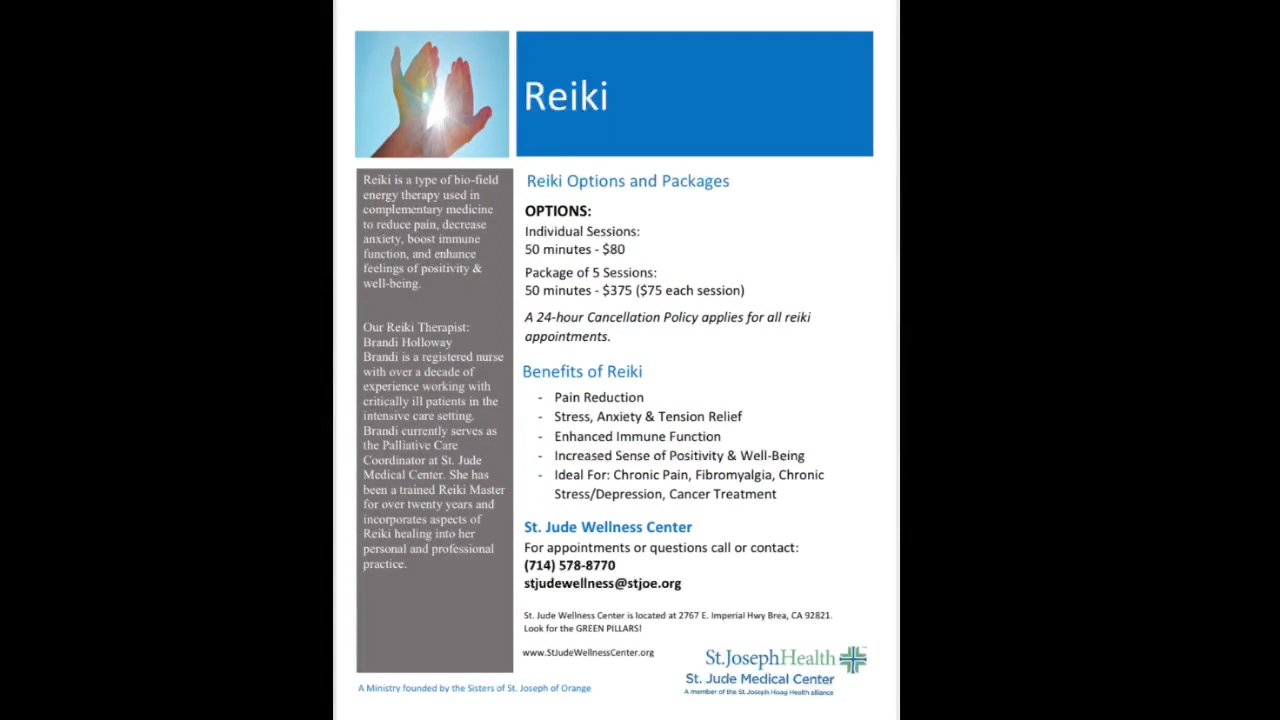 Reiki
Reiki is a type of bio-field
energy therapy used in
complementary medicine
to reduce pain, decrease
anxiety, boost immune
function, and enhance
feelings of positivity &
well-being.
Our Reiki Therapist:
Brandi Holloway
Brandi is a registered nurse
with over a decade of
experience working with
critically ill patients in the
intensive care setting.
Brandi currently serves as
the Palliative Care
Coordinator at St. Jude
Medical Center. She has
been a trained Reiki Master
for over twenty years and
incorporates aspects of
Reiki healing into her
personal and professional
practice.
Reiki Options and Packages
OPTIONS:
Individual Sessions:
50 minutes - $80
Package of 5 Sessions:
50 minutes - $375 ($75 each session)
A 24-hour Cancellation Policy applies for all reiki
appointments.
Benefits of Reiki
- Pain Reduction
- Stress, Anxiety & Tension Relief
- Enhanced Immune Function
- Increased Sense of Positivity & Well-Being
- Ideal For: Chronic Pain, Fibromyalgia, Chronic
Stress/Depression, Cancer Treatment
St. Jude Wellness Center
For appointments or questions call or contact:
(714) 578-8770
stjudewellness@stjoe.org
St. Jude Wellness Center is located at 2767 E. Imperial Hwy Brea, CA 92821.
Look for the GREEN PILLARS!
www.StJudeWellnessCenter.org
St.JosephHealth
St. Jude Medical Center
A member of the St. Joseph Hoag Health alliance
A Ministry founded by the Sisters of St. Joseph of Orange